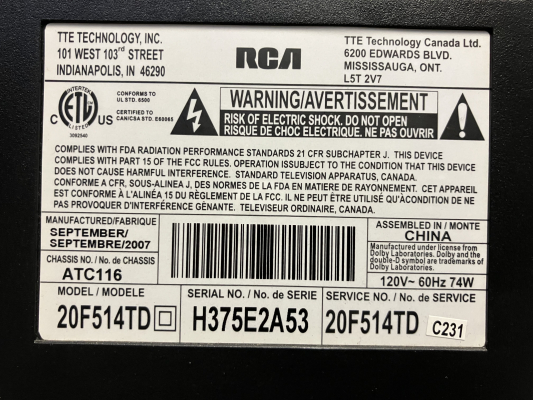 TTE TECHNOLOGY, INC.
101 WEST 103rd STREET
INDIANAPOLIS, IN 46290
RCA
TTE Technology Canada Ltd.
6200 EDWARDS BLVD.
MISSISSAUGA, ONT.
L5T 2V7
INTERTEK
C ETL US
LISTED
3082540
CONFORMS TO
UL STD. 6500
CERTIFIED TO
CAN/CSA STD. E60065
WARNING/AVERTISSEMENT
RISK OF ELECTRIC SHOCK. DO NOT OPEN
RISQUE DE CHOC ELECTRIQUE. NE PAS OUVRIR
COMPLIES WITH FDA RADIATION PERFORMANCE STANDARDS 21 CFR SUBCHAPTER J. THIS DEVICE
COMPLIES WITH PART 15 OF THE FCC RULES. OPERATION ISSUBJECT TO THE CONDITION THAT THIS DEVICE
DOES NOT CAUSE HARMFUL INTERFERENCE. STANDARD TELEVISION APPARATUS, CANADA.
CONFORME A CFR, SOUS-ALINEA J, DES NORMES DE LA FDA EN MATIERE DE RAYONNEMENT. CET APPAREIL
EST CONFORME À L'ALINÉA 15 DU RÈGLEMENT DE LA FCC. IL NE PEUT ÊTRE UTILISÉ QU'ÀCONDITION DE NE
PAS PROVOQUER D'INTERFÉRENCE GÊNANTE. TELEVISEUR ORDINAIRE, CANADA.
MANUFACTURED/FABRIQUE
SEPTEMBER/
SEPTEMBRE/2007
CHASSIS NO. / No DE CHASSIS
ATC116
ASSEMBLED IN / MONTE
CHINA
Manufactured under license from
Dolby Laboratories. Dolby and the
double-D symbol are trademarks of
Dolby Laboratories.
120V~ 60Hz 74W
MODEL / MODELE
20F514TD
SERIAL NO. / No de SERIE
H375E2A53
SERVICE NO. / No de SERVICE
20F514TD
C231